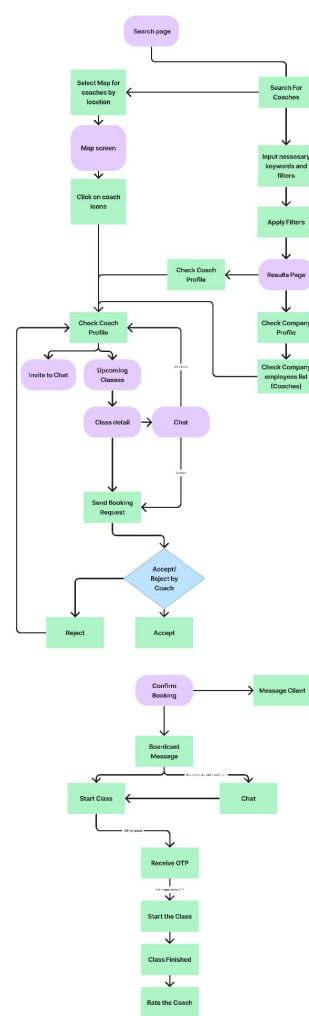 Search page
Select Map for
coaches by
location
Search For
Coaches
Map screen
Input nessesary
keywords and
filters
Click on coach
icons
Apply Filters
Check Coach
Profile
Results Page
Check Coach
Profile
Check Company
Profile
Invite to Chat
Upcoming
Classes
Check Company
employees list
(Coaches)
Class detail
Chat
Send Booking
Request
Accept/
Reject by
Coach
Reject
Accept
Confirm
Booking
Message Client
Boardcast
Message
Start Class
Chat
Receive OTP
Start the Class
Class Finished
Rate the Coach